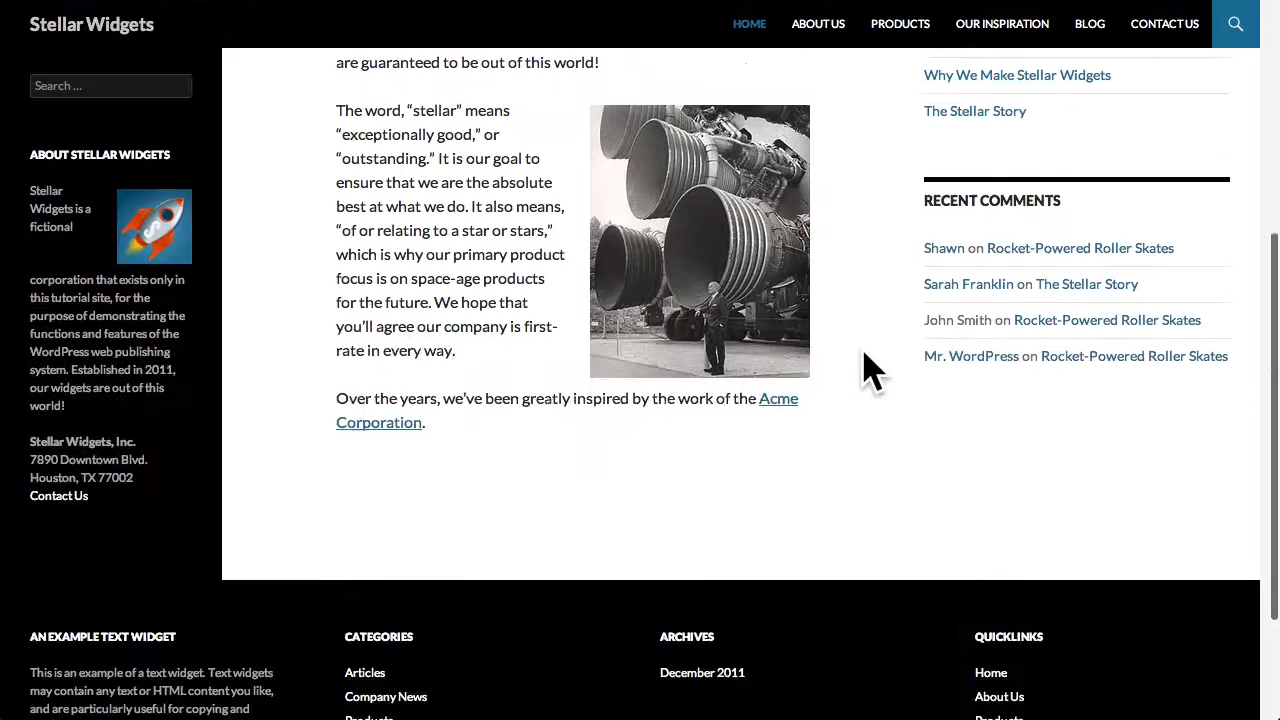 Stellar Widgets
HOME
ABOUT US
PRODUCTS
OUR INSPIRATION
BLOG
CONTACT US
Search ...
ABOUT STELLAR WIDGETS
Stellar
Widgets is a
fictional
corporation that exists only in
this tutorial site, for the
purpose of demonstrating the
functions and features of the
WordPress web publishing
system. Established in 2011,
our widgets are out of this
world!
Stellar Widgets, Inc.
7890 Downtown Blvd.
Houston, TX 77002
Contact Us
are guaranteed to be out of this world!
The word, “stellar” means
“exceptionally good,” or
“outstanding.” It is our goal to
ensure that we are the absolute
best at what we do. It also means,
“of or relating to a star or stars,”
which is why our primary product
focus is on space-age products
for the future. We hope that
you’ll agree our company is first-
rate in every way.
Over the years, we’ve been greatly inspired by the work of the Acme
Corporation.
Why We Make Stellar Widgets
The Stellar Story
RECENT COMMENTS
Shawn on Rocket-Powered Roller Skates
Sarah Franklin on The Stellar Story
John Smith on Rocket-Powered Roller Skates
Mr. WordPress on Rocket-Powered Roller Skates
AN EXAMPLE TEXT WIDGET
This is an example of a text widget. Text widgets
may contain any text or HTML content you like,
and are particularly useful for copying and
CATEGORIES
Articles
Company News
Products
ARCHIVES
December 2011
QUICKLINKS
Home
About Us
Products